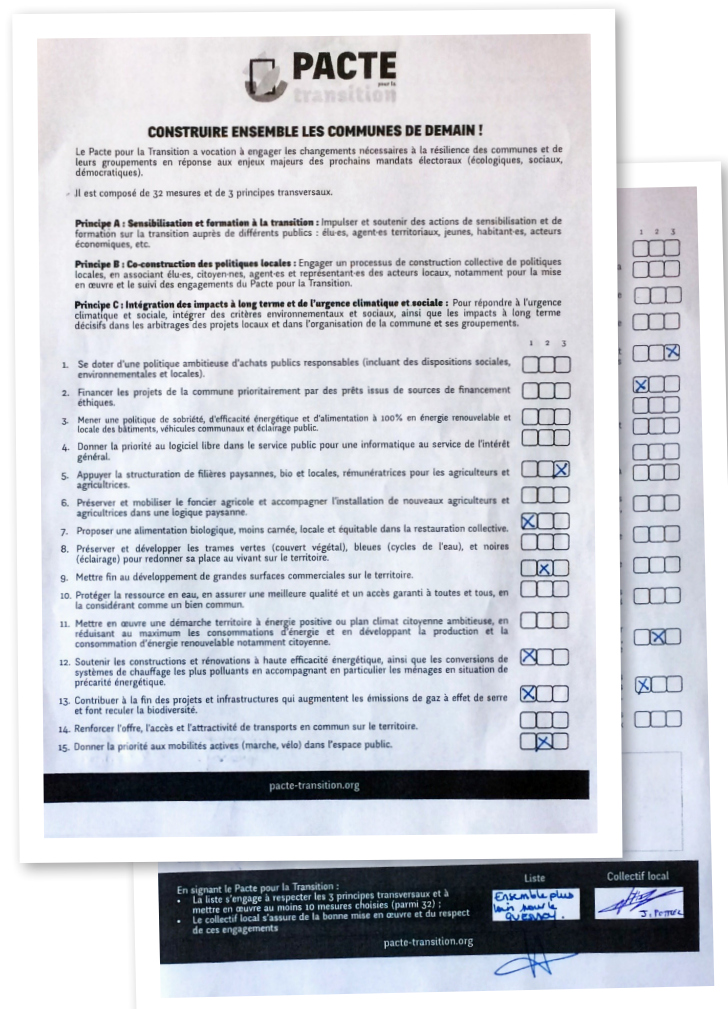 PACTE
pour la
transition
CONSTRUIRE ENSEMBLE LES COMMUNES DE DEMAIN !
Le Pacte pour la Transition a vocation à engager les changements nécessaires à la résilience des communes et de
leurs groupements en réponse aux enjeux majeurs des prochains mandats électoraux (écologiques, sociaux,
démocratiques).
Il est composé de 32 mesures et de 3 principes transversaux.
Principe A : Sensibilisation et formation à la transition : Impulser et soutenir des actions de sensibilisation et de
formation sur la transition auprès de différents publics : élu·es, agent·es territoriaux, jeunes, habitant·es, acteurs
économiques, etc.
Principe B : Co-construction des politiques locales : Engager un processus de construction collective de politiques
locales, en associant élu·es, citoyen·nes, agent·es et représentant·es des acteurs locaux, notamment pour la mise
en œuvre et le suivi des engagements du Pacte pour la Transition.
Principe C : Intégration des impacts à long terme et de l'urgence climatique et sociale : Pour répondre à l'urgence
climatique et sociale, intégrer des critères environnementaux et sociaux, ainsi que les impacts à long terme
décisifs dans les arbitrages des projets locaux et dans l'organisation de la commune et ses groupements.
1 2 3
1. Se doter d'une politique ambitieuse d'achats publics responsables (incluant des dispositions sociales,
environnementales et locales).
2. Financer les projets de la commune prioritairement par des prêts issus de sources de financement
éthiques.
3. Mener une politique de sobriété, d'efficacité énergétique et d'alimentation à 100% en énergie renouvelable et
locale des bâtiments, véhicules communaux et éclairage public.
4. Donner la priorité au logiciel libre dans le service public pour une informatique au service de l'intérêt
général.
5. Appuyer la structuration de filières paysannes, bio et locales, rémunératrices pour les agriculteurs et
agricultrices.
6. Préserver et mobiliser le foncier agricole et accompagner l'installation de nouveaux agriculteurs et
agricultrices dans une logique paysanne.
7. Proposer une alimentation biologique, moins carnée, locale et équitable dans la restauration collective.
8. Préserver et développer les trames vertes (couvert végétal), bleues (cycles de l'eau), et noires
(éclairage) pour redonner sa place au vivant sur le territoire.
9. Mettre fin au développement de grandes surfaces commerciales sur le territoire.
10. Protéger la ressource en eau, en assurer une meilleure qualité et un accès garanti à toutes et tous, en
la considérant comme un bien commun.
11. Mettre en œuvre une démarche territoire à énergie positive ou plan climat citoyenne ambitieuse, en
réduisant au maximum les consommations d'énergie et en développant la production et la
consommation d'énergie renouvelable notamment citoyenne.
12. Soutenir les constructions et rénovations à haute efficacité énergétique, ainsi que les conversions de
systèmes de chauffage les plus polluants en accompagnant en particulier les ménages en situation de
précarité énergétique.
13. Contribuer à la fin des projets et infrastructures qui augmentent les émissions de gaz à effet de serre
et font reculer la biodiversité.
14. Renforcer l'offre, l'accès et l'attractivité de transports en commun sur le territoire.
15. Donner la priorité aux mobilités actives (marche, vélo) dans l'espace public.
pacte-transition.org
1 2 3
En signant le Pacte pour la Transition :
• La liste s'engage à respecter les 3 principes transversaux et à
mettre en œuvre au moins 10 mesures choisies (parmi 32) ;
• Le collectif local s'assure de la bonne mise en œuvre et du respect
de ces engagements
Liste
Ensemble plus
loin pour le
Quesnoy.
Collectif local
pacte-transition.org